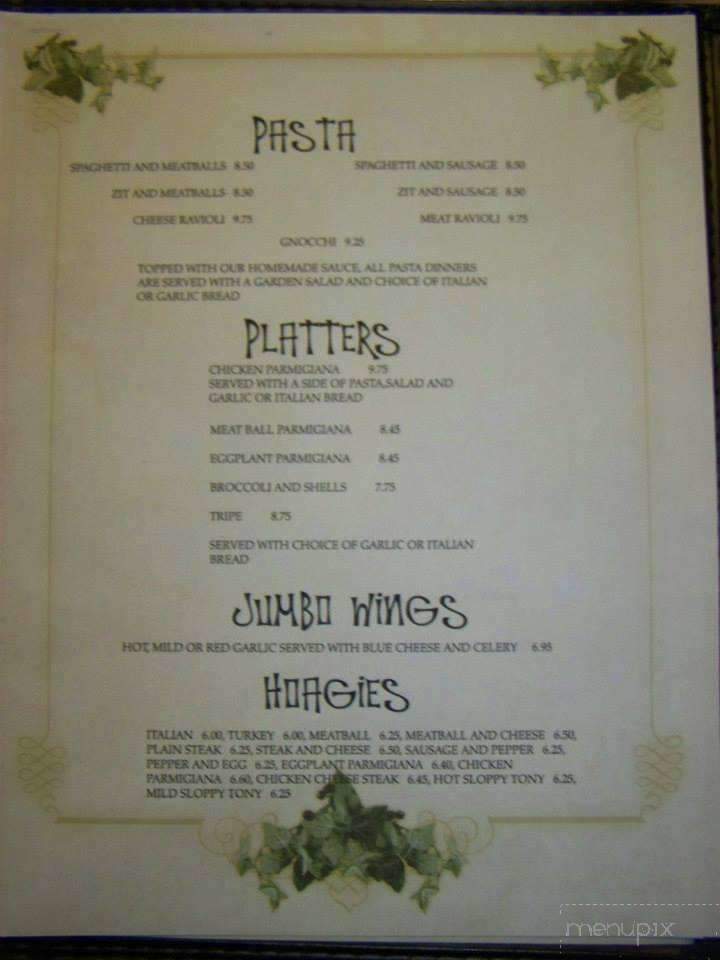 PASTA
SPAGHETTI AND MEATBALLS 8.50 SPAGHETTI AND SAUSAGE 8.50
ZIT AND MEATBALLS 8.50 ZIT AND SAUSAGE 8.50
CHEESE RAVIOLI 9.75 MEAT RAVIOLI 9.75
GNOCCHI 9.25
TOPPED WITH OUR HOMEMADE SAUCE, ALL PASTA DINNERS
ARE SERVED WITH A GARDEN SALAD AND CHOICE OF ITALIAN
OR GARLIC BREAD
PLATTERS
CHICKEN PARMIGIANA 9.75
SERVED WITH A SIDE OF PASTA,SALAD AND
GARLIC OR ITALIAN BREAD
MEAT BALL PARMIGIANA 8.45
EGGPLANT PARMIGIANA 8.45
BROCCOLI AND SHELLS 7.75
TRIPE 8.75
SERVED WITH CHOICE OF GARLIC OR ITALIAN
BREAD
JUMBO WINGS
HOT, MILD OR RED GARLIC SERVED WITH BLUE CHEESE AND CELERY 6.95
HOAGIES
ITALIAN 6.00, TURKEY 6.00, MEATBALL 6.25, MEATBALL AND CHEESE 6.50,
PLAIN STEAK 6.25, STEAK AND CHEESE 6.50, SAUSAGE AND PEPPER 6.25,
PEPPER AND EGG 6.25, EGGPLANT PARMIGIANA 6.40, CHICKEN
PARMIGIANA 6.60, CHICKEN CHEESE STEAK 6.45, HOT SLOPPY TONY 6.25,
MILD SLOPPY TONY 6.25
menupix